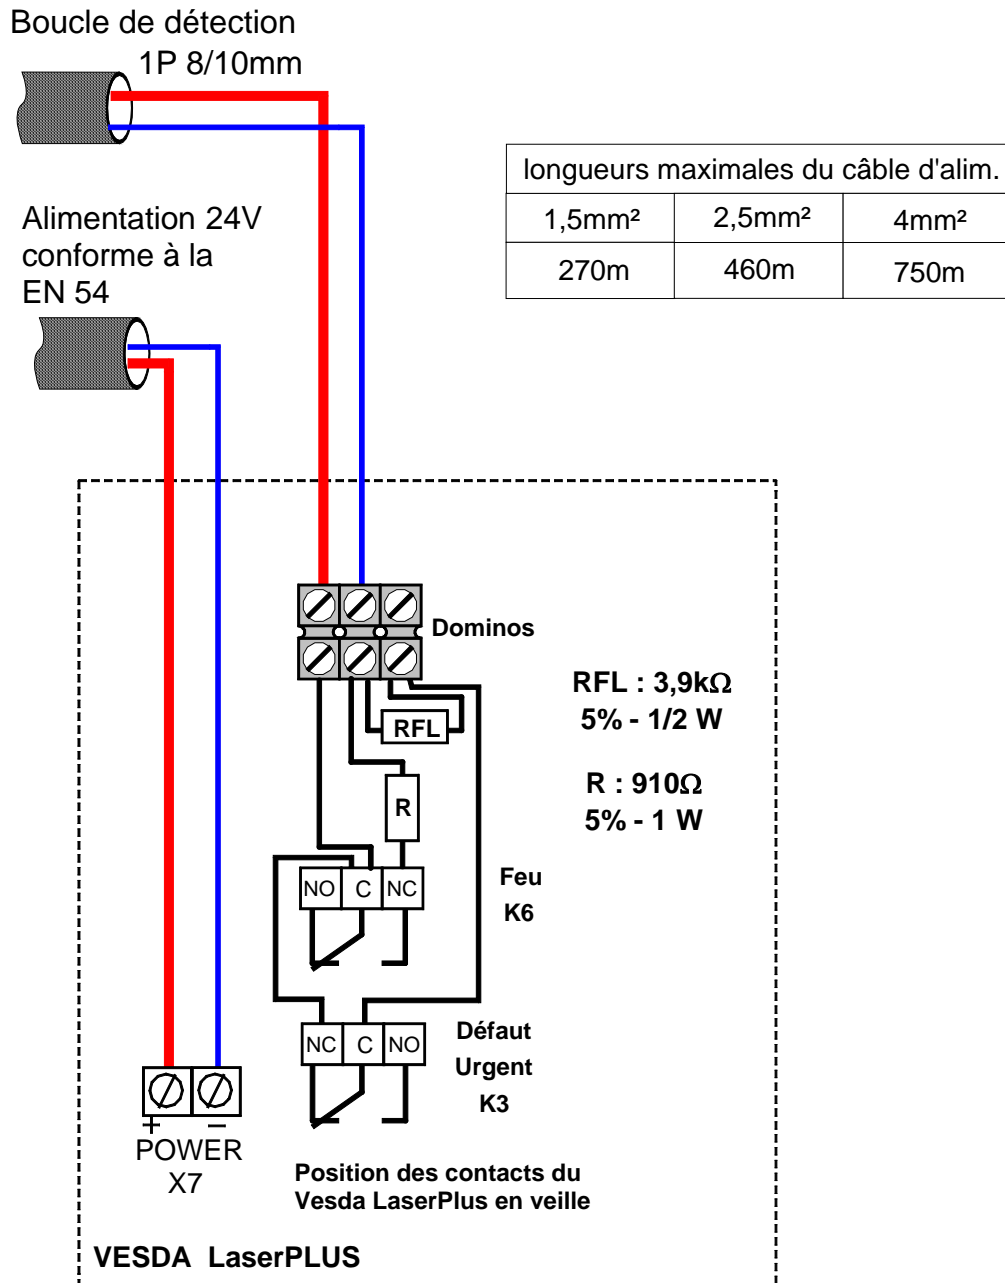 Boucle de détection
1P 8/10mm
longueurs maximales du câble d'alim.
1,5mm² 2,5mm² 4mm²
270m 460m 750m
Alimentation 24V
conforme à la
EN 54
Dominos
RFL : 3,9kΩ
5% - 1/2 W
RFL
R : 910Ω
5% - 1 W
R
NO C NC
Feu
K6
NC C NO
Défaut
Urgent
K3
+ −
POWER
X7
Position des contacts du
Vesda LaserPlus en veille
VESDA LaserPLUS